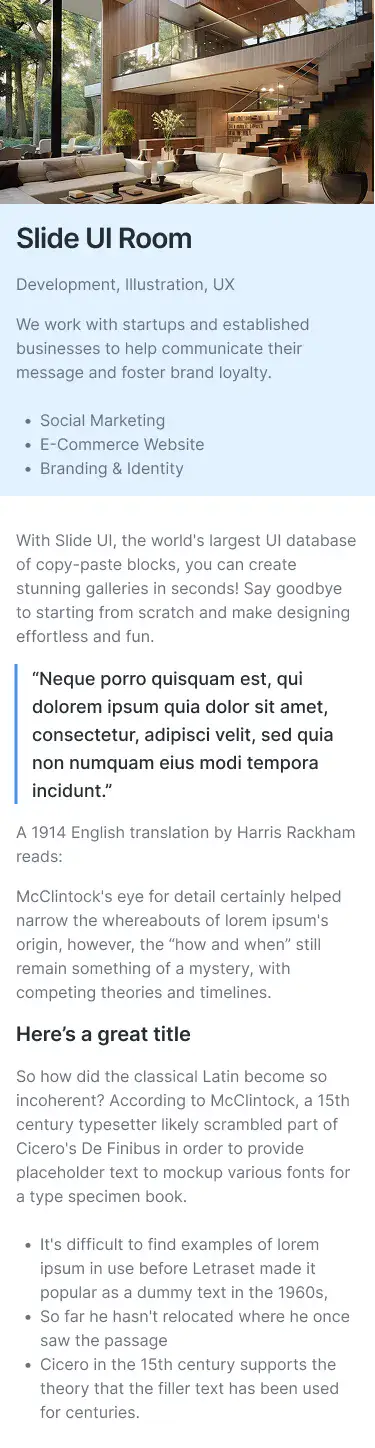 Slide UI Room
Development, Illustration, UX
We work with startups and established
businesses to help communicate their
message and foster brand loyalty.
• Social Marketing
• E-Commerce Website
• Branding & Identity
With Slide UI, the world's largest UI database
of copy-paste blocks, you can create
stunning galleries in seconds! Say goodbye
to starting from scratch and make designing
effortless and fun.
“Neque porro quisquam est, qui
dolorem ipsum quia dolor sit amet,
consectetur, adipisci velit, sed quia
non numquam eius modi tempora
incidunt.”
A 1914 English translation by Harris Rackham
reads:
McClintock's eye for detail certainly helped
narrow the whereabouts of lorem ipsum's
origin, however, the “how and when” still
remain something of a mystery, with
competing theories and timelines.
Here’s a great title
So how did the classical Latin become so
incoherent? According to McClintock, a 15th
century typesetter likely scrambled part of
Cicero's De Finibus in order to provide
placeholder text to mockup various fonts for
a type specimen book.
• It's difficult to find examples of lorem
ipsum in use before Letraset made it
popular as a dummy text in the 1960s,
• So far he hasn't relocated where he once
saw the passage
• Cicero in the 15th century supports the
theory that the filler text has been used
for centuries.